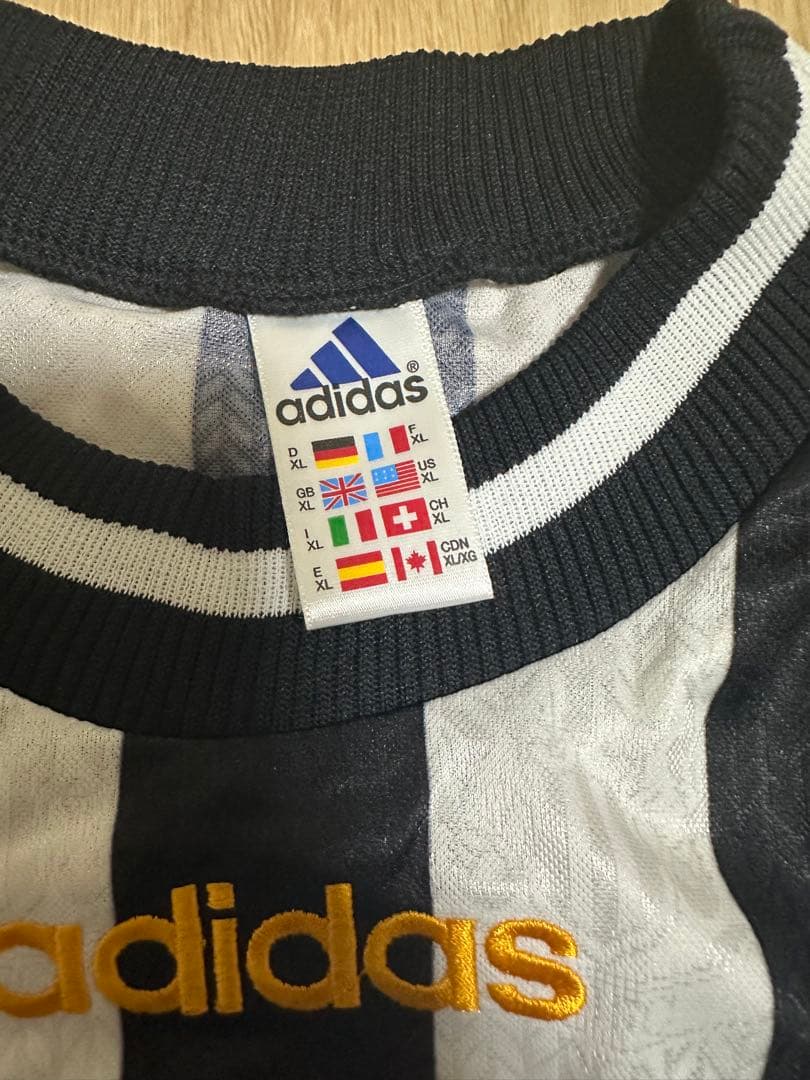 adidas®
D XL F XL
GB XL US XL
I XL CH XL
E XL CDN XL/XG
adidas